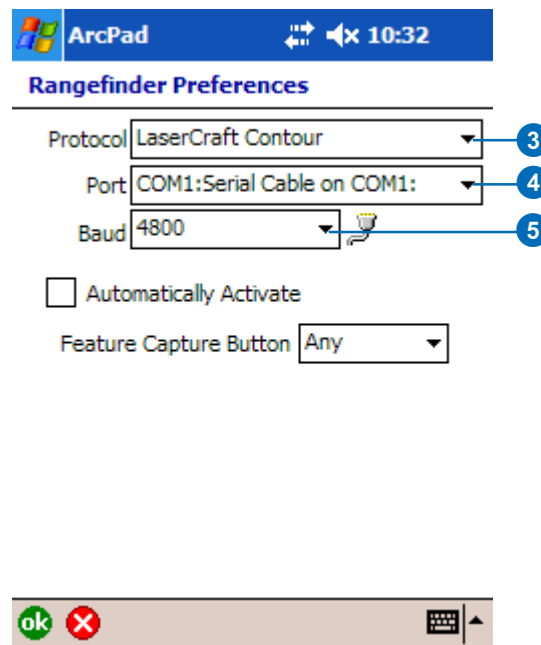 ArcPad 10:32
Rangefinder Preferences
Protocol LaserCraft Contour 3
Port COM1:Serial Cable on COM1: 4
Baud 4800 5
Automatically Activate
Feature Capture Button Any
ok